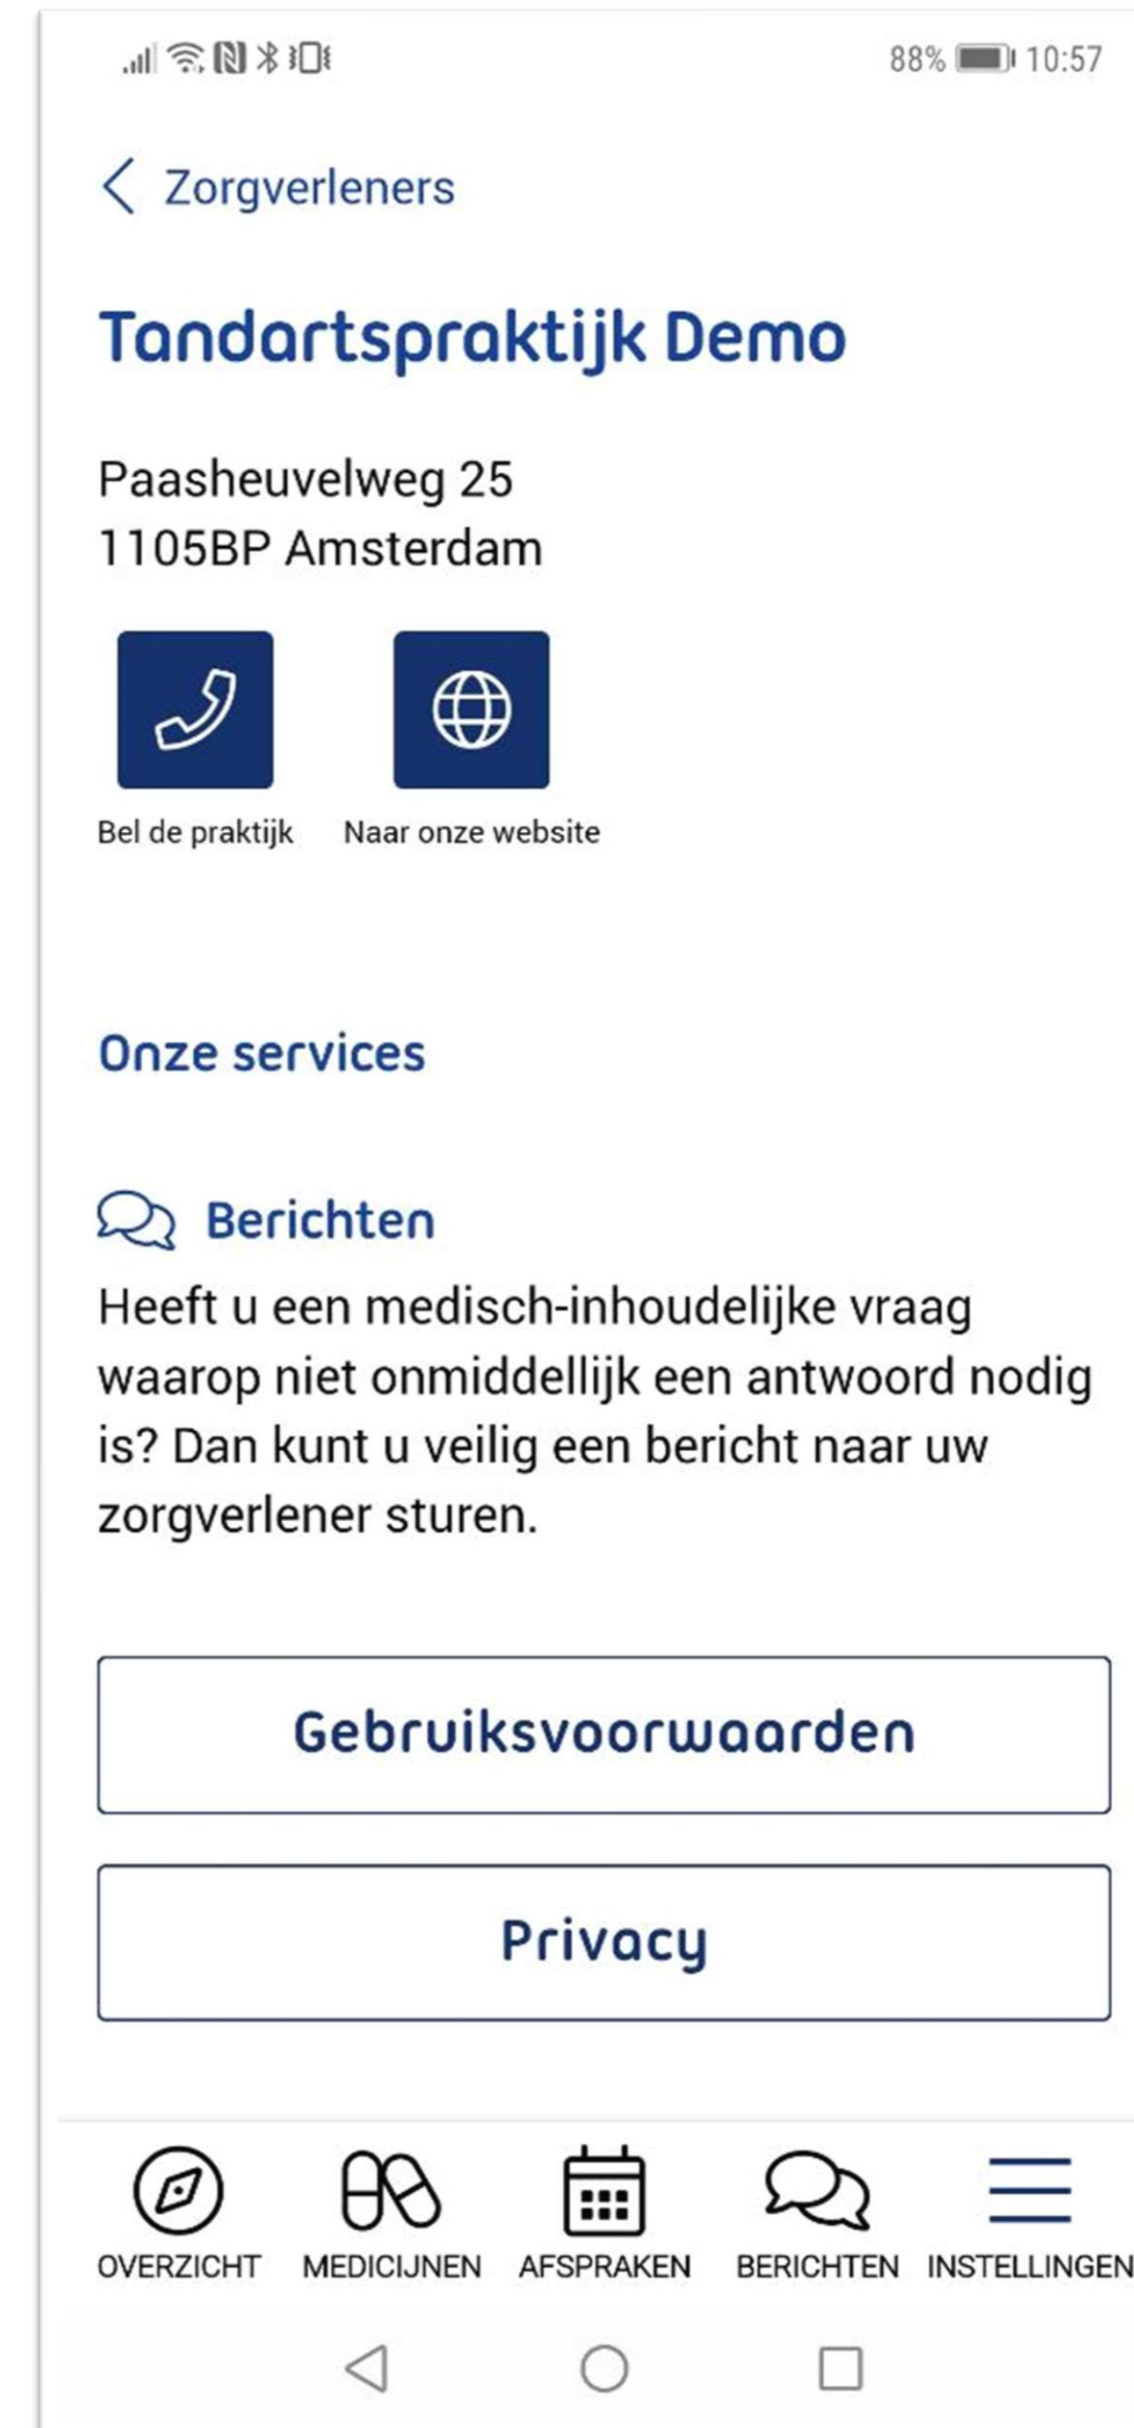 88% 10:57
Zorgverleners
Tandartspraktijk Demo
Paasheuvelweg 25
1105BP Amsterdam
Bel de praktijk Naar onze website
Onze services
Berichten
Heeft u een medisch-inhoudelijke vraag
waarop niet onmiddellijk een antwoord nodig
is? Dan kunt u veilig een bericht naar uw
zorgverlener sturen.
Gebruiksvoorwaarden
Privacy
OVERZICHT MEDICIJNEN AFSPRAKEN BERICHTEN INSTELLINGEN